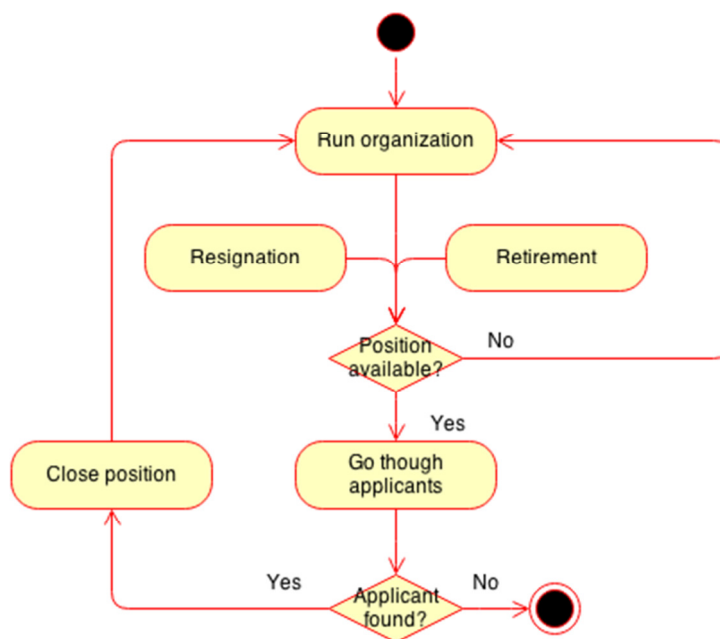 Run organization
Resignation
Retirement
Position
available?
No
Yes
Close position
Go though
applicants
Yes
Applicant
found?
No